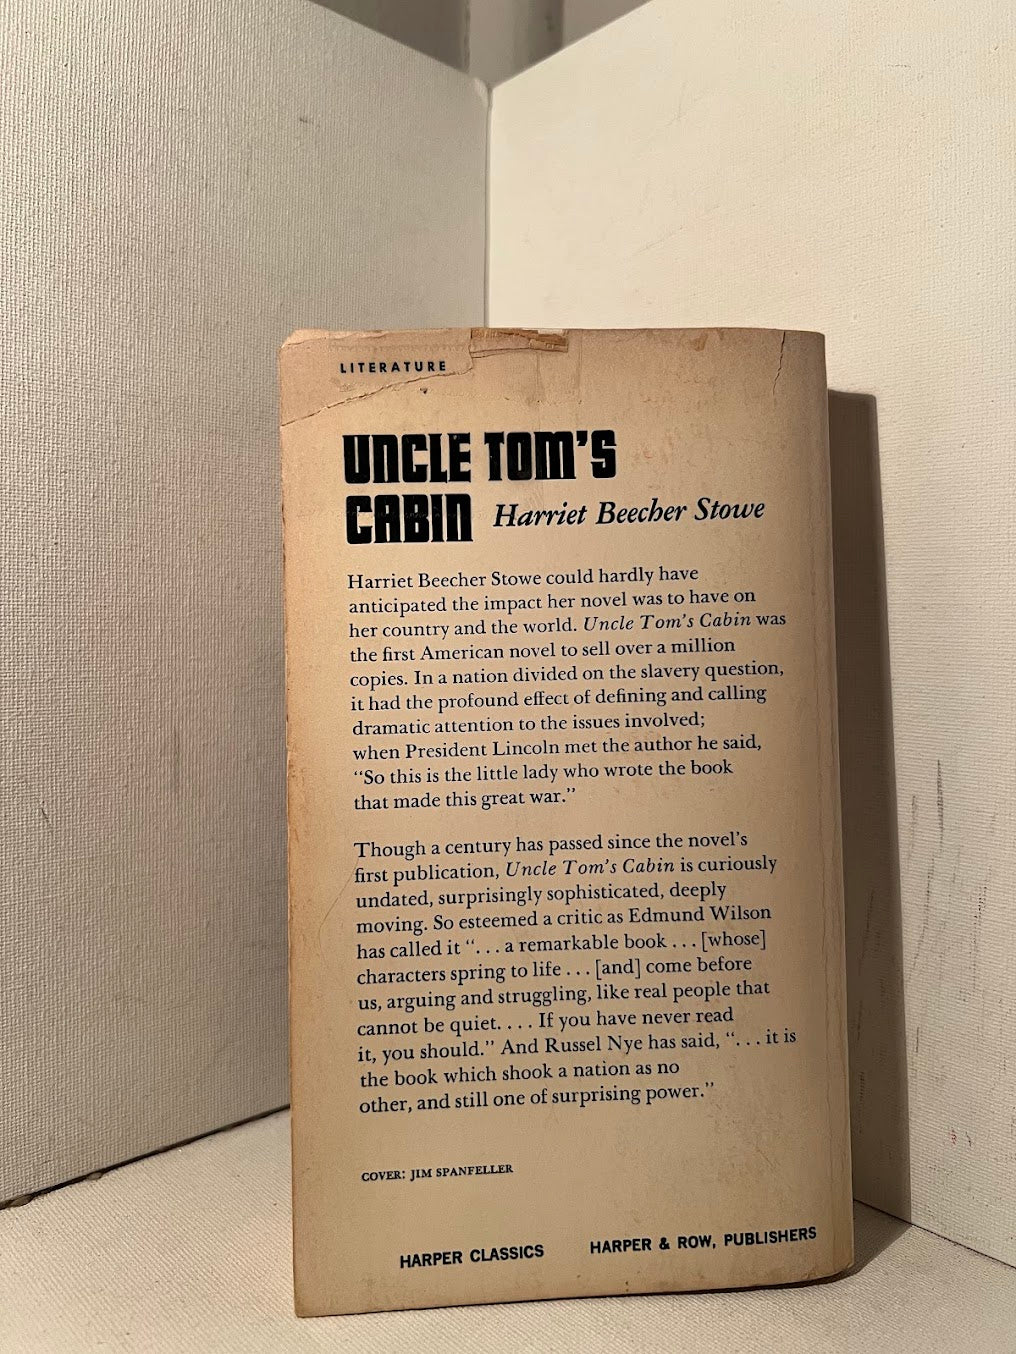 LITERATURE
UNCLE TOM'S
CABIN Harriet Beecher Stowe
Harriet Beecher Stowe could hardly have
anticipated the impact her novel was to have on
her country and the world. Uncle Tom's Cabin was
the first American novel to sell over a million
copies. In a nation divided on the slavery question,
it had the profound effect of defining and calling
dramatic attention to the issues involved;
when President Lincoln met the author he said,
“So this is the little lady who wrote the book
that made this great war.”
Though a century has passed since the novel's
first publication, Uncle Tom's Cabin is curiously
undated, surprisingly sophisticated, deeply
moving. So esteemed a critic as Edmund Wilson
has called it “. . . a remarkable book . . . [whose]
characters spring to life . . . [and] come before
us, arguing and struggling, like real people that
cannot be quiet. . . . If you have never read
it, you should.” And Russel Nye has said, “. . . it is
the book which shook a nation as no
other, and still one of surprising power.”
COVER: JIM SPANFELLER
HARPER CLASSICS HARPER & ROW, PUBLISHERS